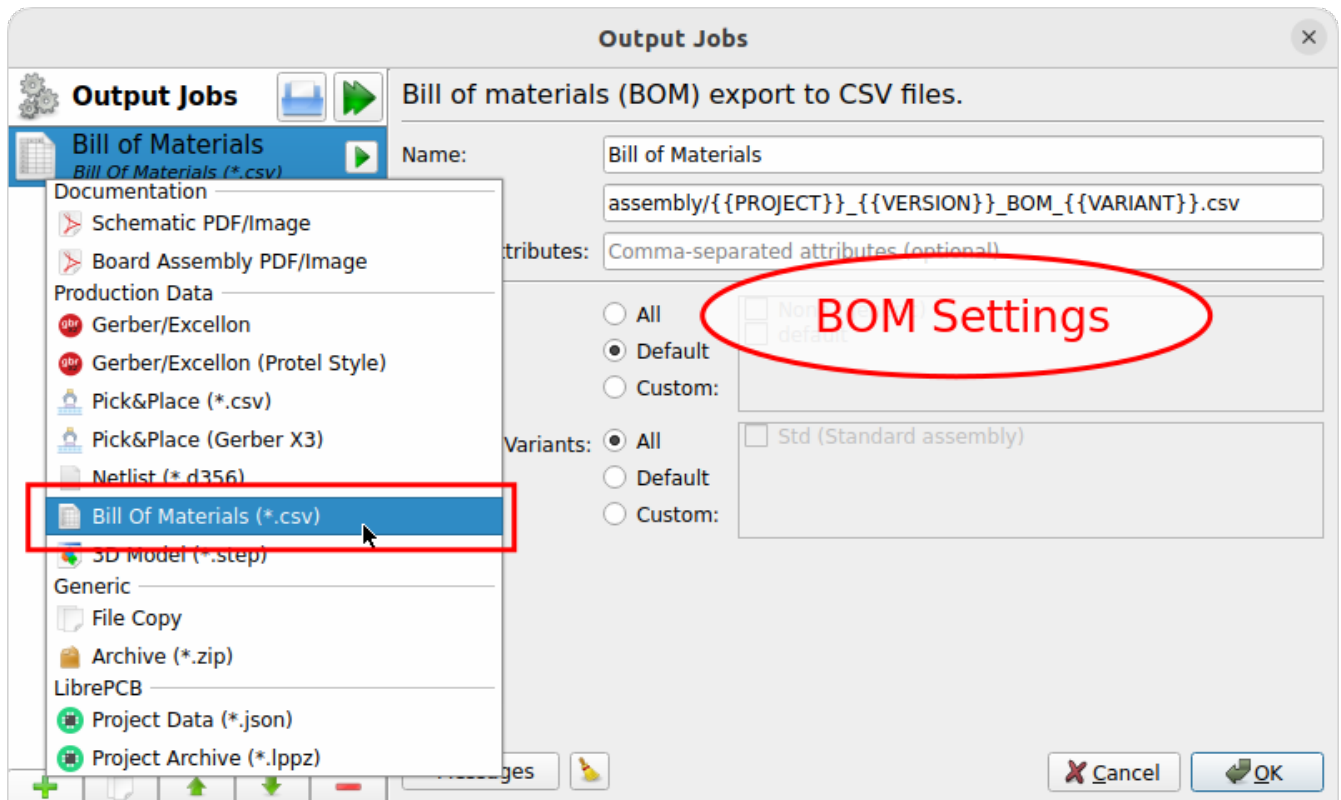 Output Jobs
Output Jobs
Bill of materials (BOM) export to CSV files.
Bill of Materials
Bill Of Materials (*.csv)
Name:
Bill of Materials
assembly/{{PROJECT}}_{{VERSION}}_BOM_{{VARIANT}}.csv
Comma-separated attributes (optional)
All
Default
Custom:
BOM Settings
default
Variants:
All
Default
Custom:
Std (Standard assembly)
Documentation
Schematic PDF/Image
Board Assembly PDF/Image
Production Data
gbr Gerber/Excellon
gbr Gerber/Excellon (Protel Style)
Pick&Place (*.csv)
Pick&Place (Gerber X3)
Netlist (*.d356)
Bill Of Materials (*.csv)
3D Model (*.step)
Generic
File Copy
Archive (*.zip)
LibrePCB
Project Data (*.json)
Project Archive (*.lppz)
Cancel
OK